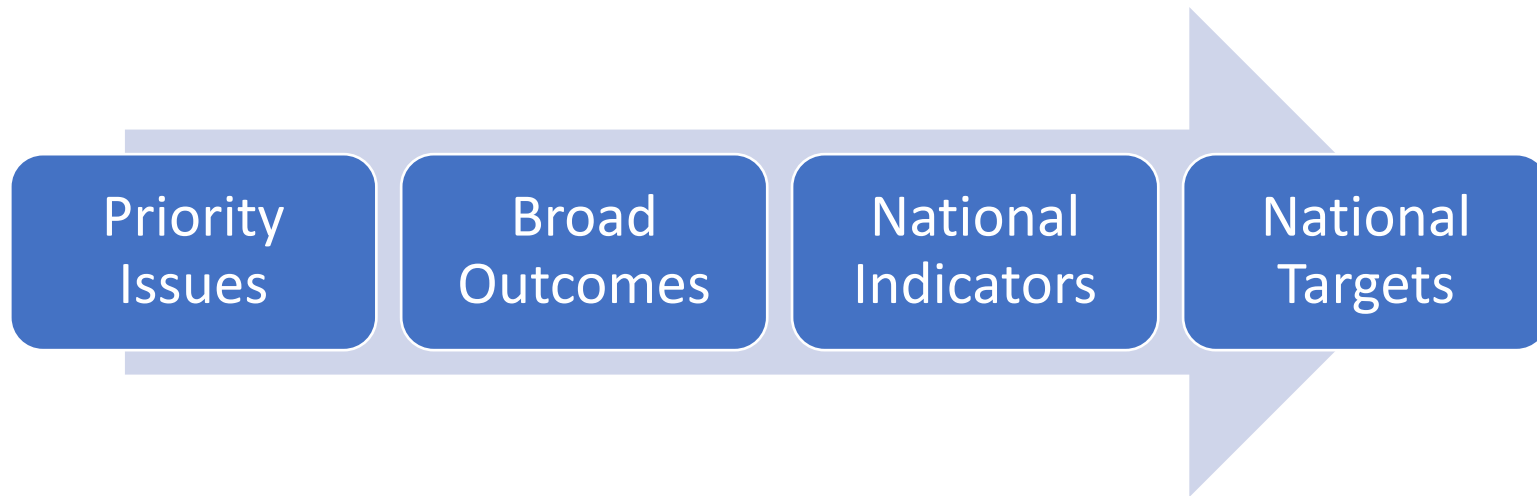 Priority
Issues
Broad
Outcomes
National
Indicators
National
Targets